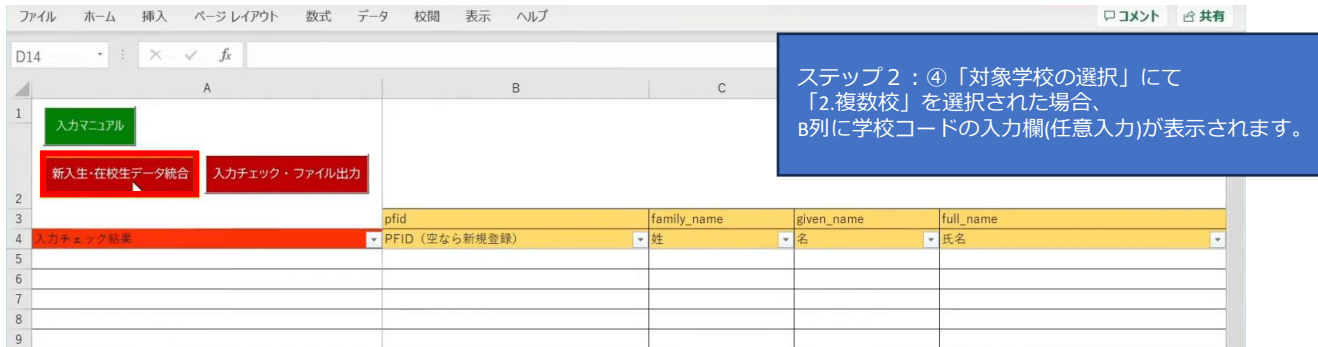 ファイル ホーム 挿入 ページ レイアウト 数式 データ 校閲 表示 ヘルプ コメント 共有
D14 fx
ステップ２：④「対象学校の選択」にて
「2.複数校」を選択された場合、
B列に学校コードの入力欄(任意入力)が表示されます。
A B C
1
入力マニュアル
新入生・在校生データ統合 入力チェック・ファイル出力
2
3 pfid family_name given_name full_name
4 入力チェック結果 PFID（空なら新規登録） 姓 名 氏名
5
6
7
8
9